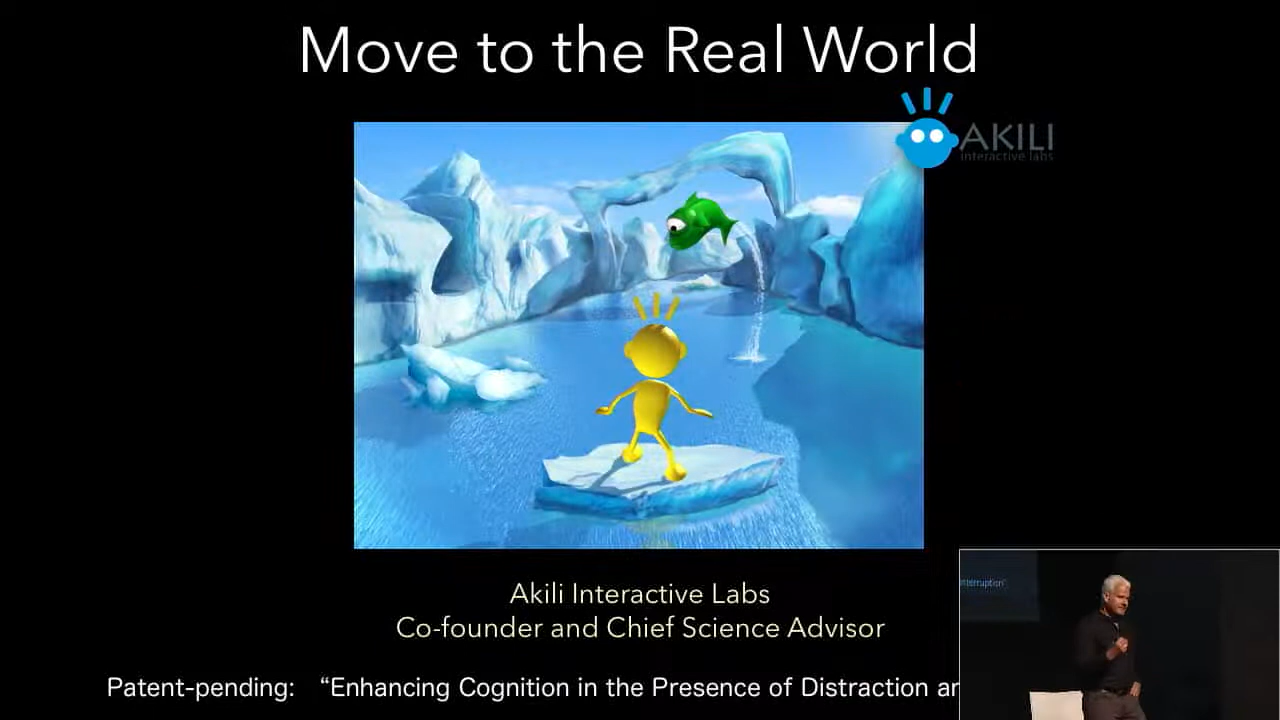 Move to the Real World
AKILI
interactive labs
Akili Interactive Labs
Co-founder and Chief Science Advisor
Patent-pending: “Enhancing Cognition in the Presence of Distraction